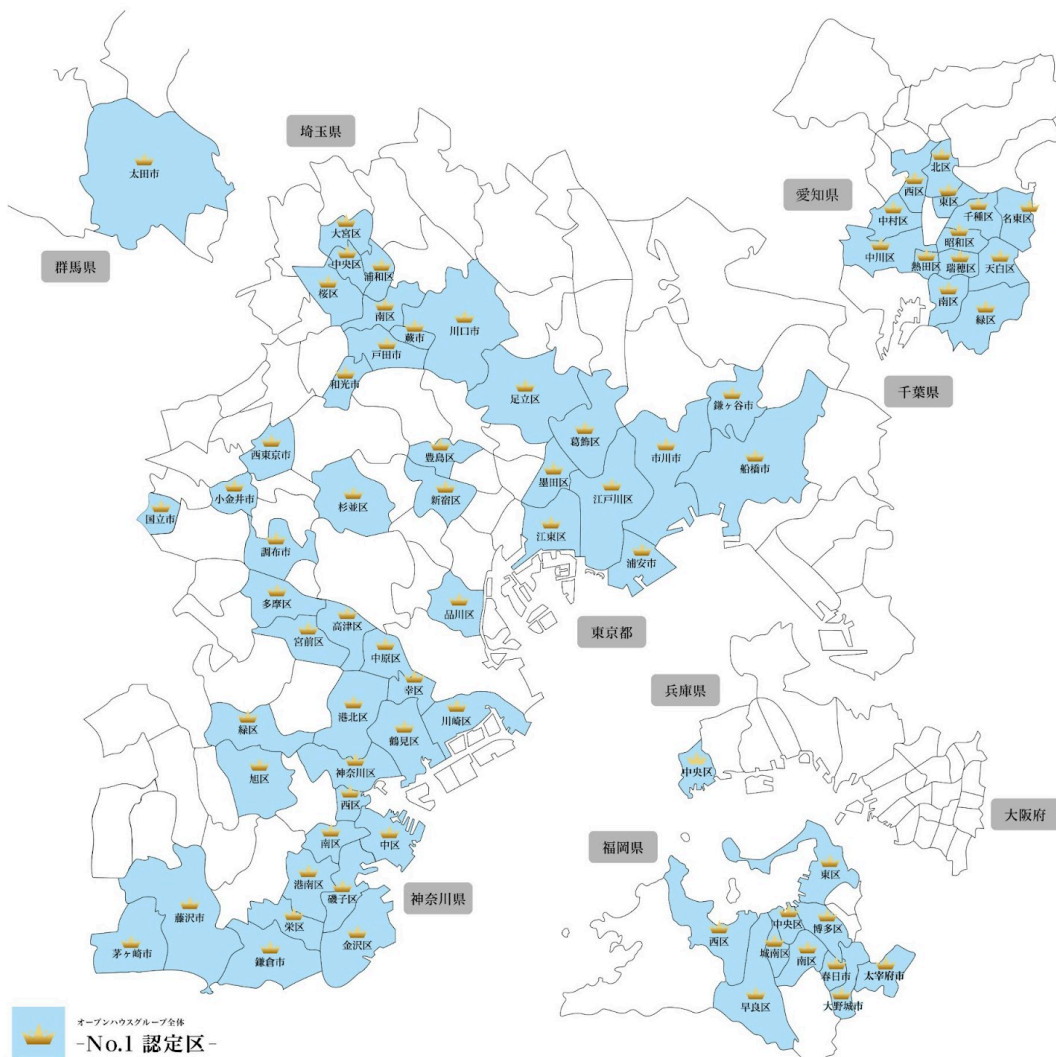 埼玉県
太田市
群馬県
大宮区
中央区
浦和区
桜区
南区
蕨市
川口市
戸田市
和光市
愛知県
北区
西区
東区
千種区
名東区
中村区
昭和区
中川区
熱田区
瑞穂区
天白区
南区
緑区
千葉県
足立区
鎌ヶ谷市
葛飾区
市川市
船橋市
墨田区
江戸川区
江東区
浦安市
西東京市
豊島区
小金井市
杉並区
新宿区
国立市
調布市
品川区
東京都
多摩区
高津区
宮前区
中原区
幸区
港北区
川崎区
緑区
鶴見区
旭区
神奈川区
西区
南区
中区
港南区
磯子区
神奈川県
藤沢市
栄区
金沢区
茅ヶ崎市
鎌倉市
兵庫県
中央区
大阪府
福岡県
東区
中央区
博多区
西区
城南区
南区
春日市
太宰府市
早良区
大野城市
オープンハウスグループ全体
-No.1 認定区-